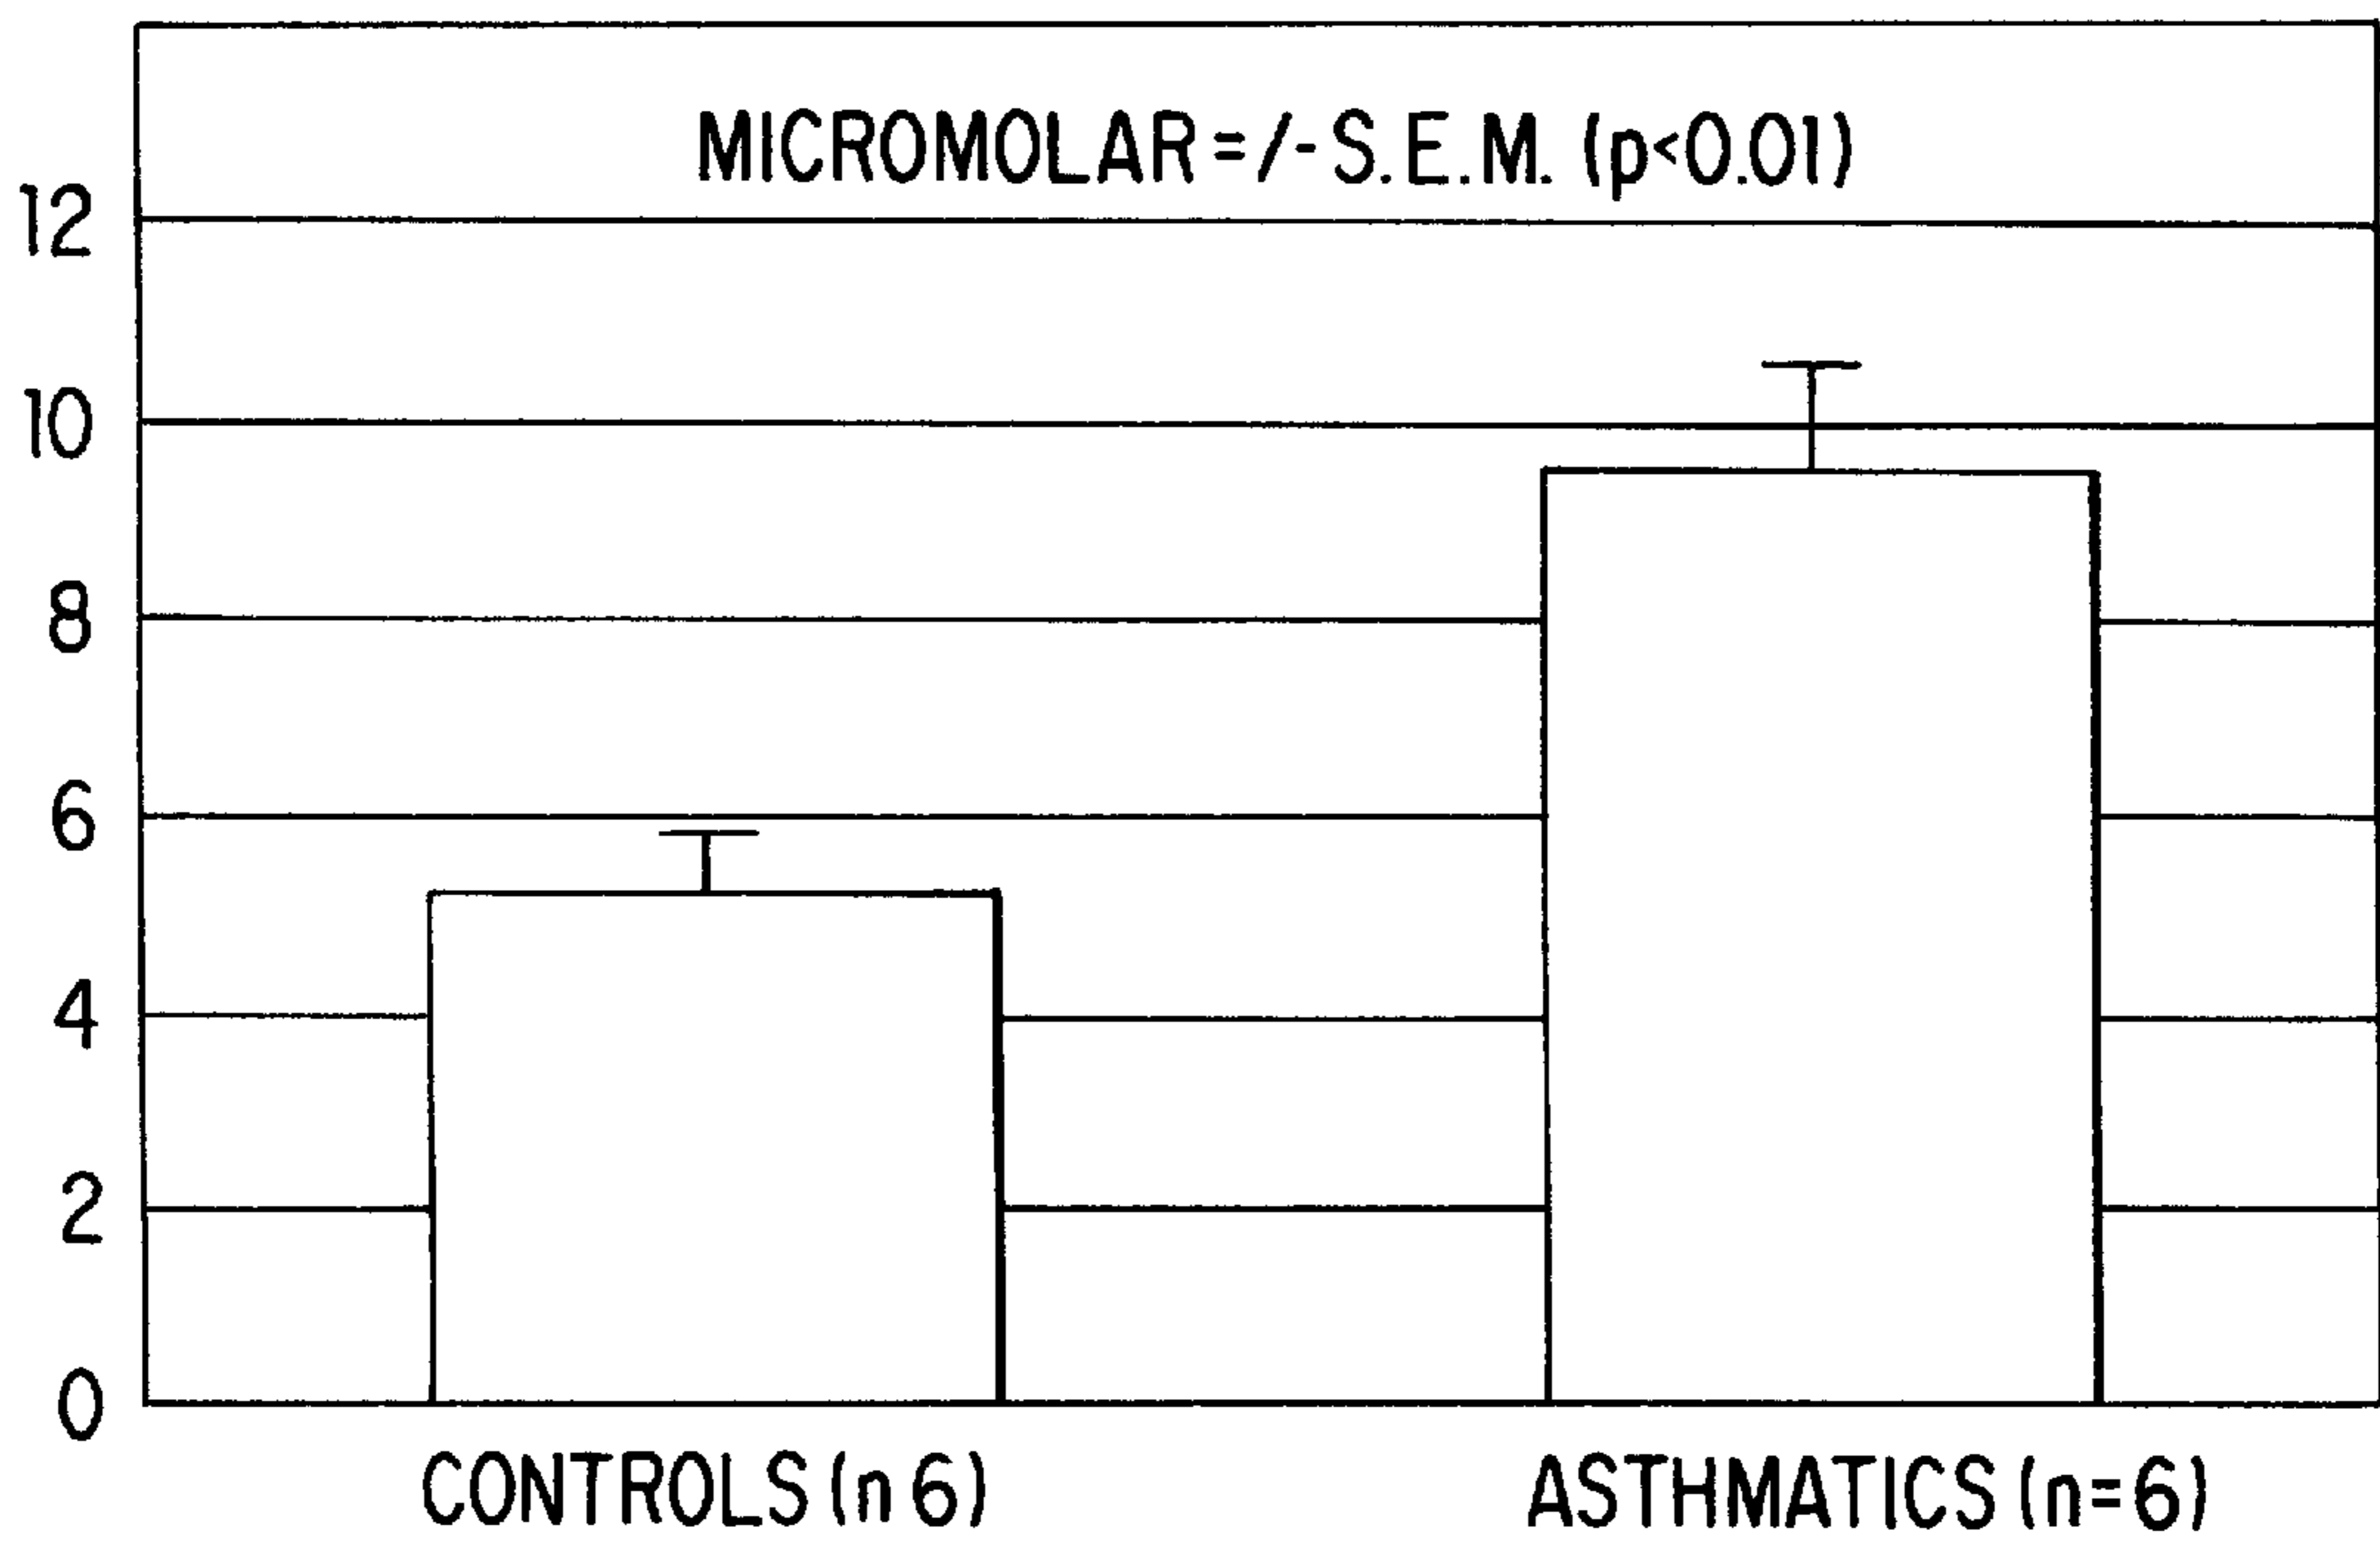 MICROMOLAR=/-S.E.M. (p<0.01)
12
10
8
6
4
2
0
CONTROLS (n 6)
ASTHMATICS (n=6)